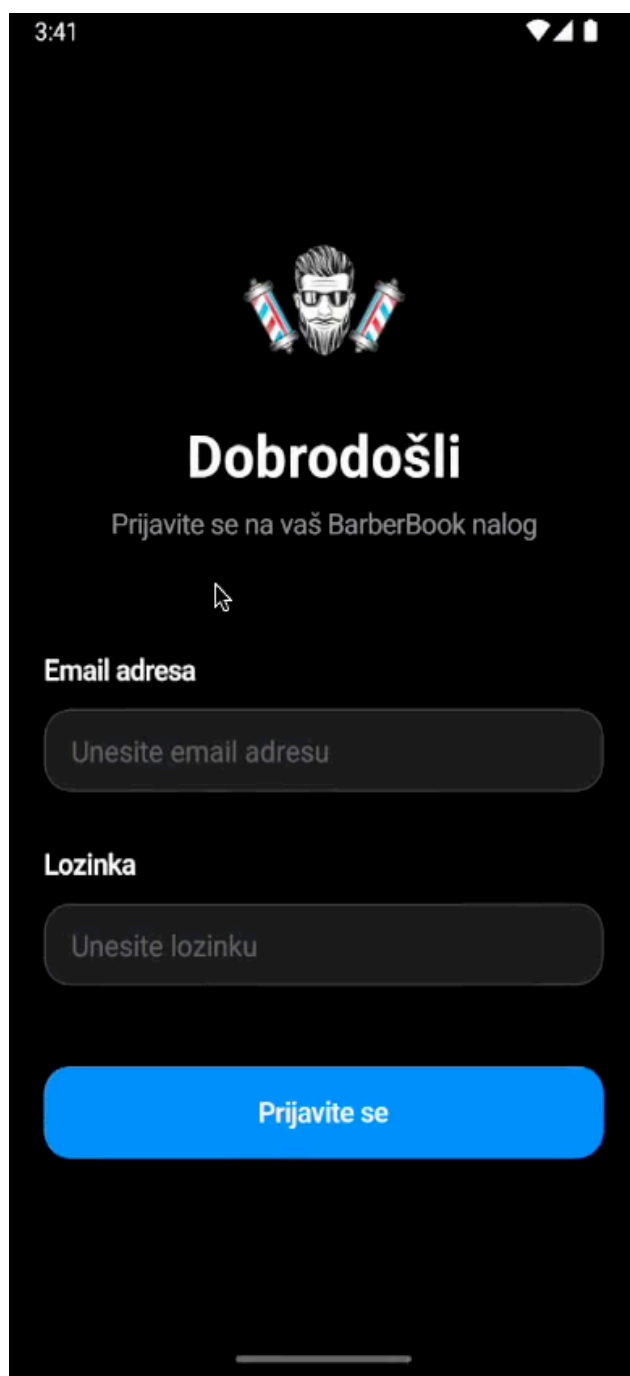 3:41
Dobrodošli
Prijavite se na vaš BarberBook nalog
Email adresa
Unesite email adresu
Lozinka
Unesite lozinku
Prijavite se